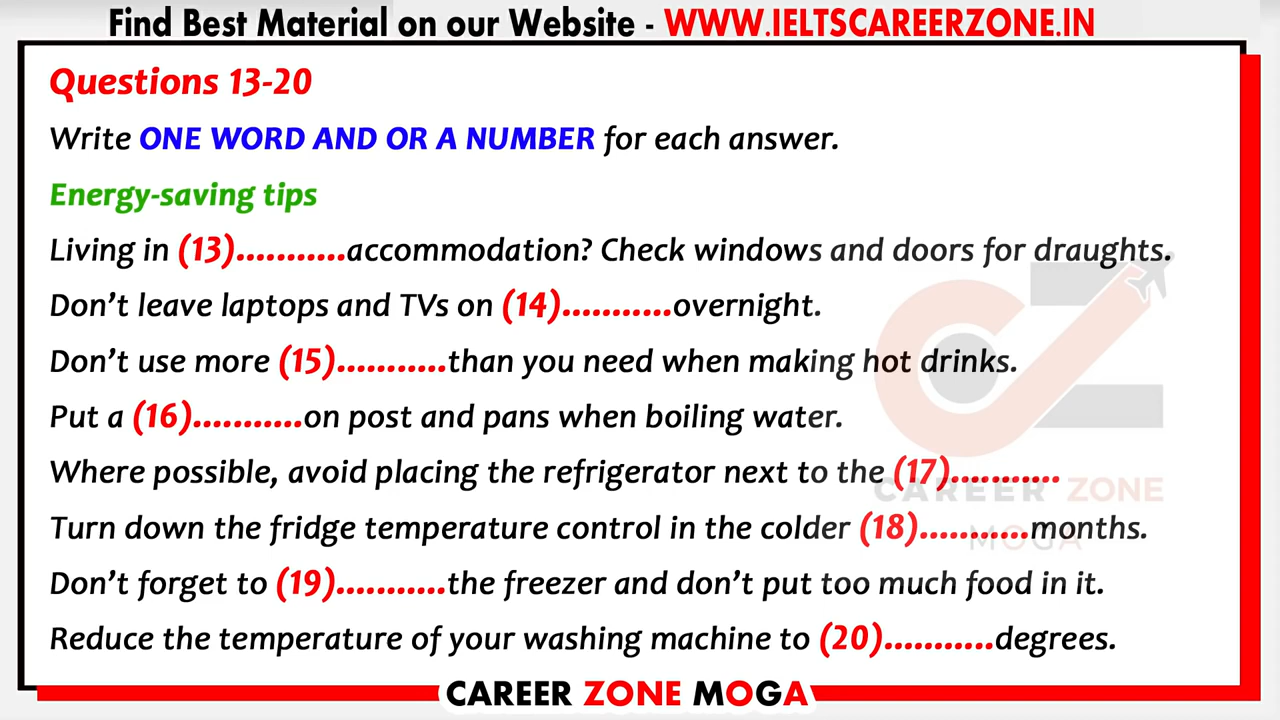 Find Best Material on our Website - WWW.IELTSCAREERZONE.IN
Questions 13-20
Write ONE WORD AND OR A NUMBER for each answer.
Energy-saving tips
Living in (13)...........accommodation? Check windows and doors for draughts.
Don't leave laptops and TVs on (14)...........overnight.
Don't use more (15)...........than you need when making hot drinks.
Put a (16)...........on post and pans when boiling water.
Where possible, avoid placing the refrigerator next to the (17)...........
CAREER ZONE
Turn down the fridge temperature control in the colder (18)...........months.
MOGA
Don't forget to (19)...........the freezer and don't put too much food in it.
Reduce the temperature of your washing machine to (20)...........degrees.
CAREER ZONE MOGA